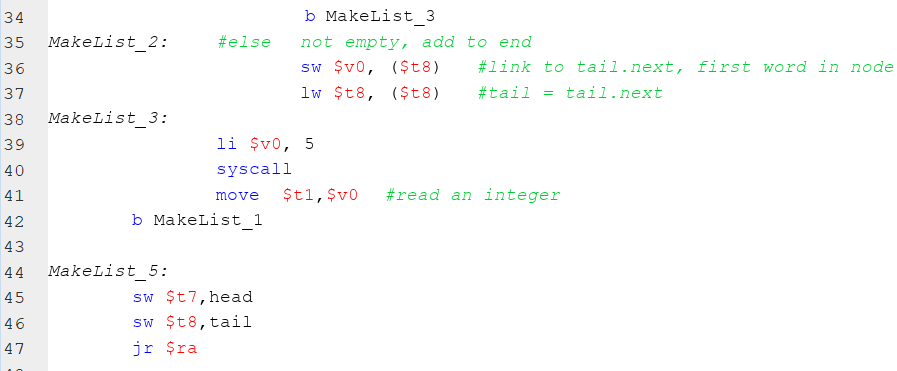 34 b MakeList_3
35 MakeList_2: #else not empty, add to end
36 sw $v0, ($t8) #link to tail.next, first word in node
37 lw $t8, ($t8) #tail = tail.next
38 MakeList_3:
39 li $v0, 5
40 syscall
41 move $t1,$v0 #read an integer
42 b MakeList_1
43
44 MakeList_5:
45 sw $t7,head
46 sw $t8,tail
47 jr $ra